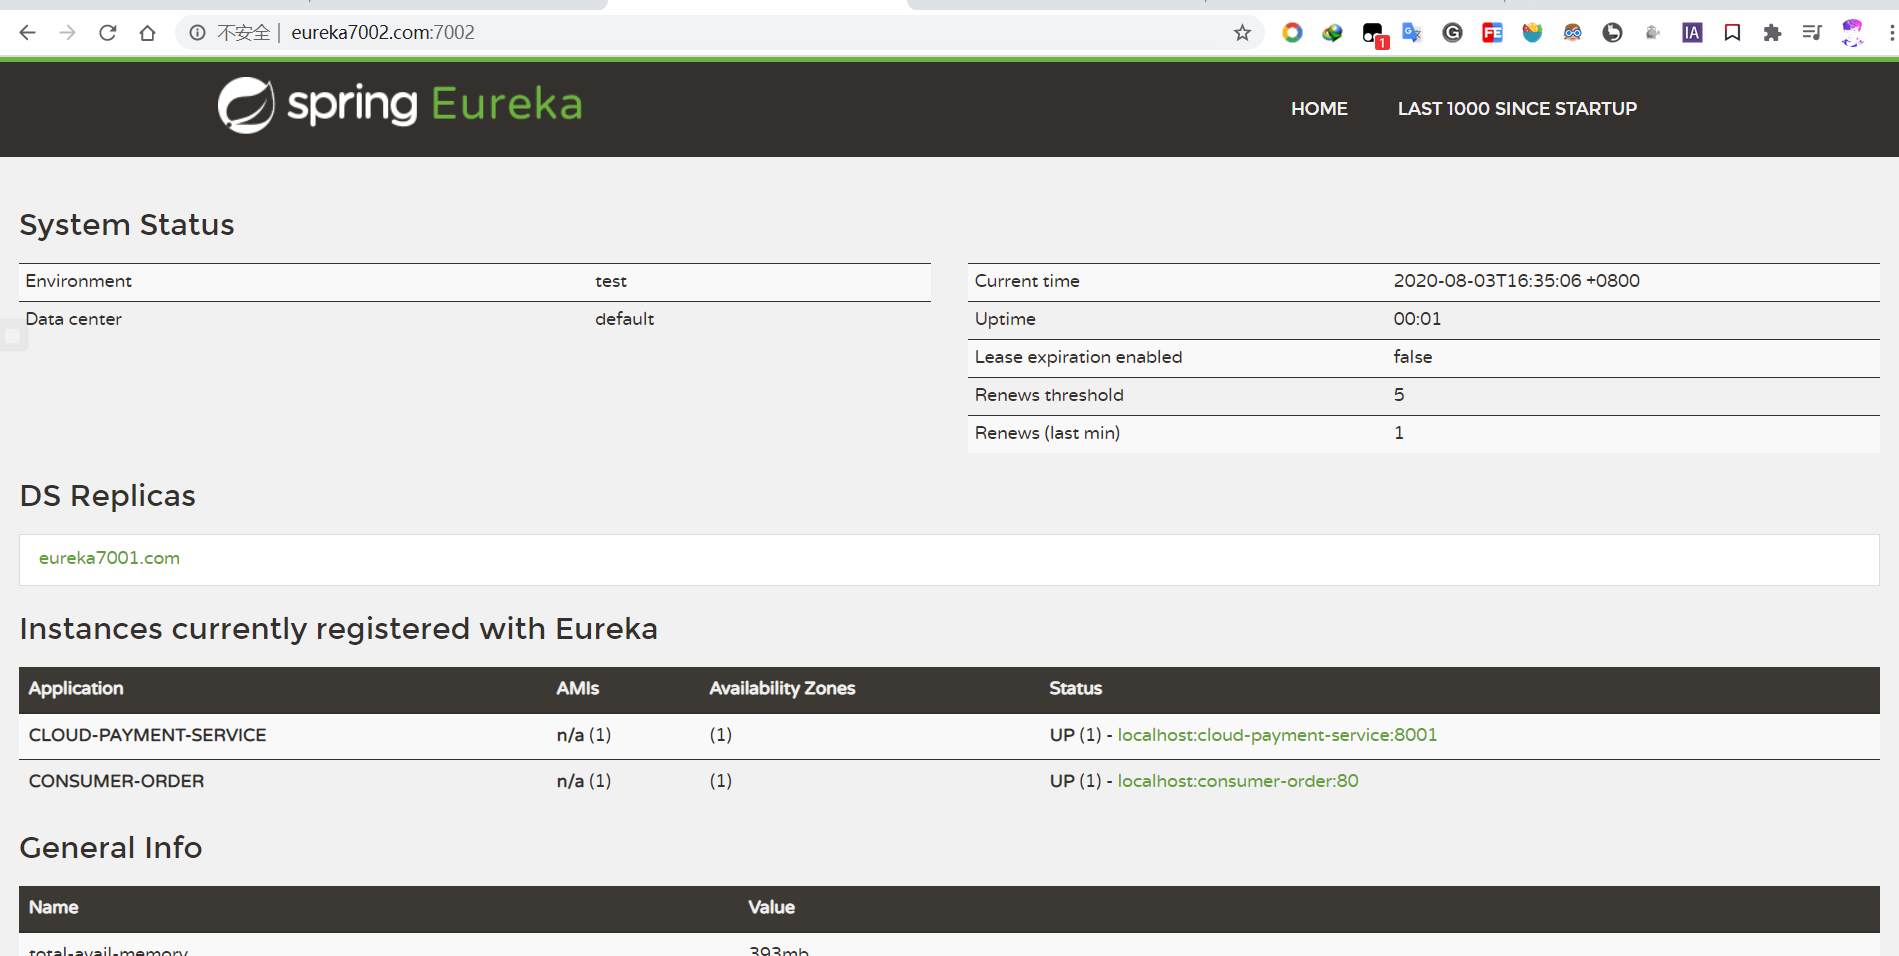 不安全 | eureka7002.com:7002
1
FE
IA
spring Eureka
HOME LAST 1000 SINCE STARTUP
System Status
Environment test
Data center default
Current time 2020-08-03T16:35:06 +0800
Uptime 00:01
Lease expiration enabled false
Renews threshold 5
Renews (last min) 1
DS Replicas
eureka7001.com
Instances currently registered with Eureka
Application AMIs Availability Zones Status
CLOUD-PAYMENT-SERVICE n/a (1) (1) UP (1) - localhost:cloud-payment-service:8001
CONSUMER-ORDER n/a (1) (1) UP (1) - localhost:consumer-order:80
General Info
Name Value
total-avail-memory 393mb